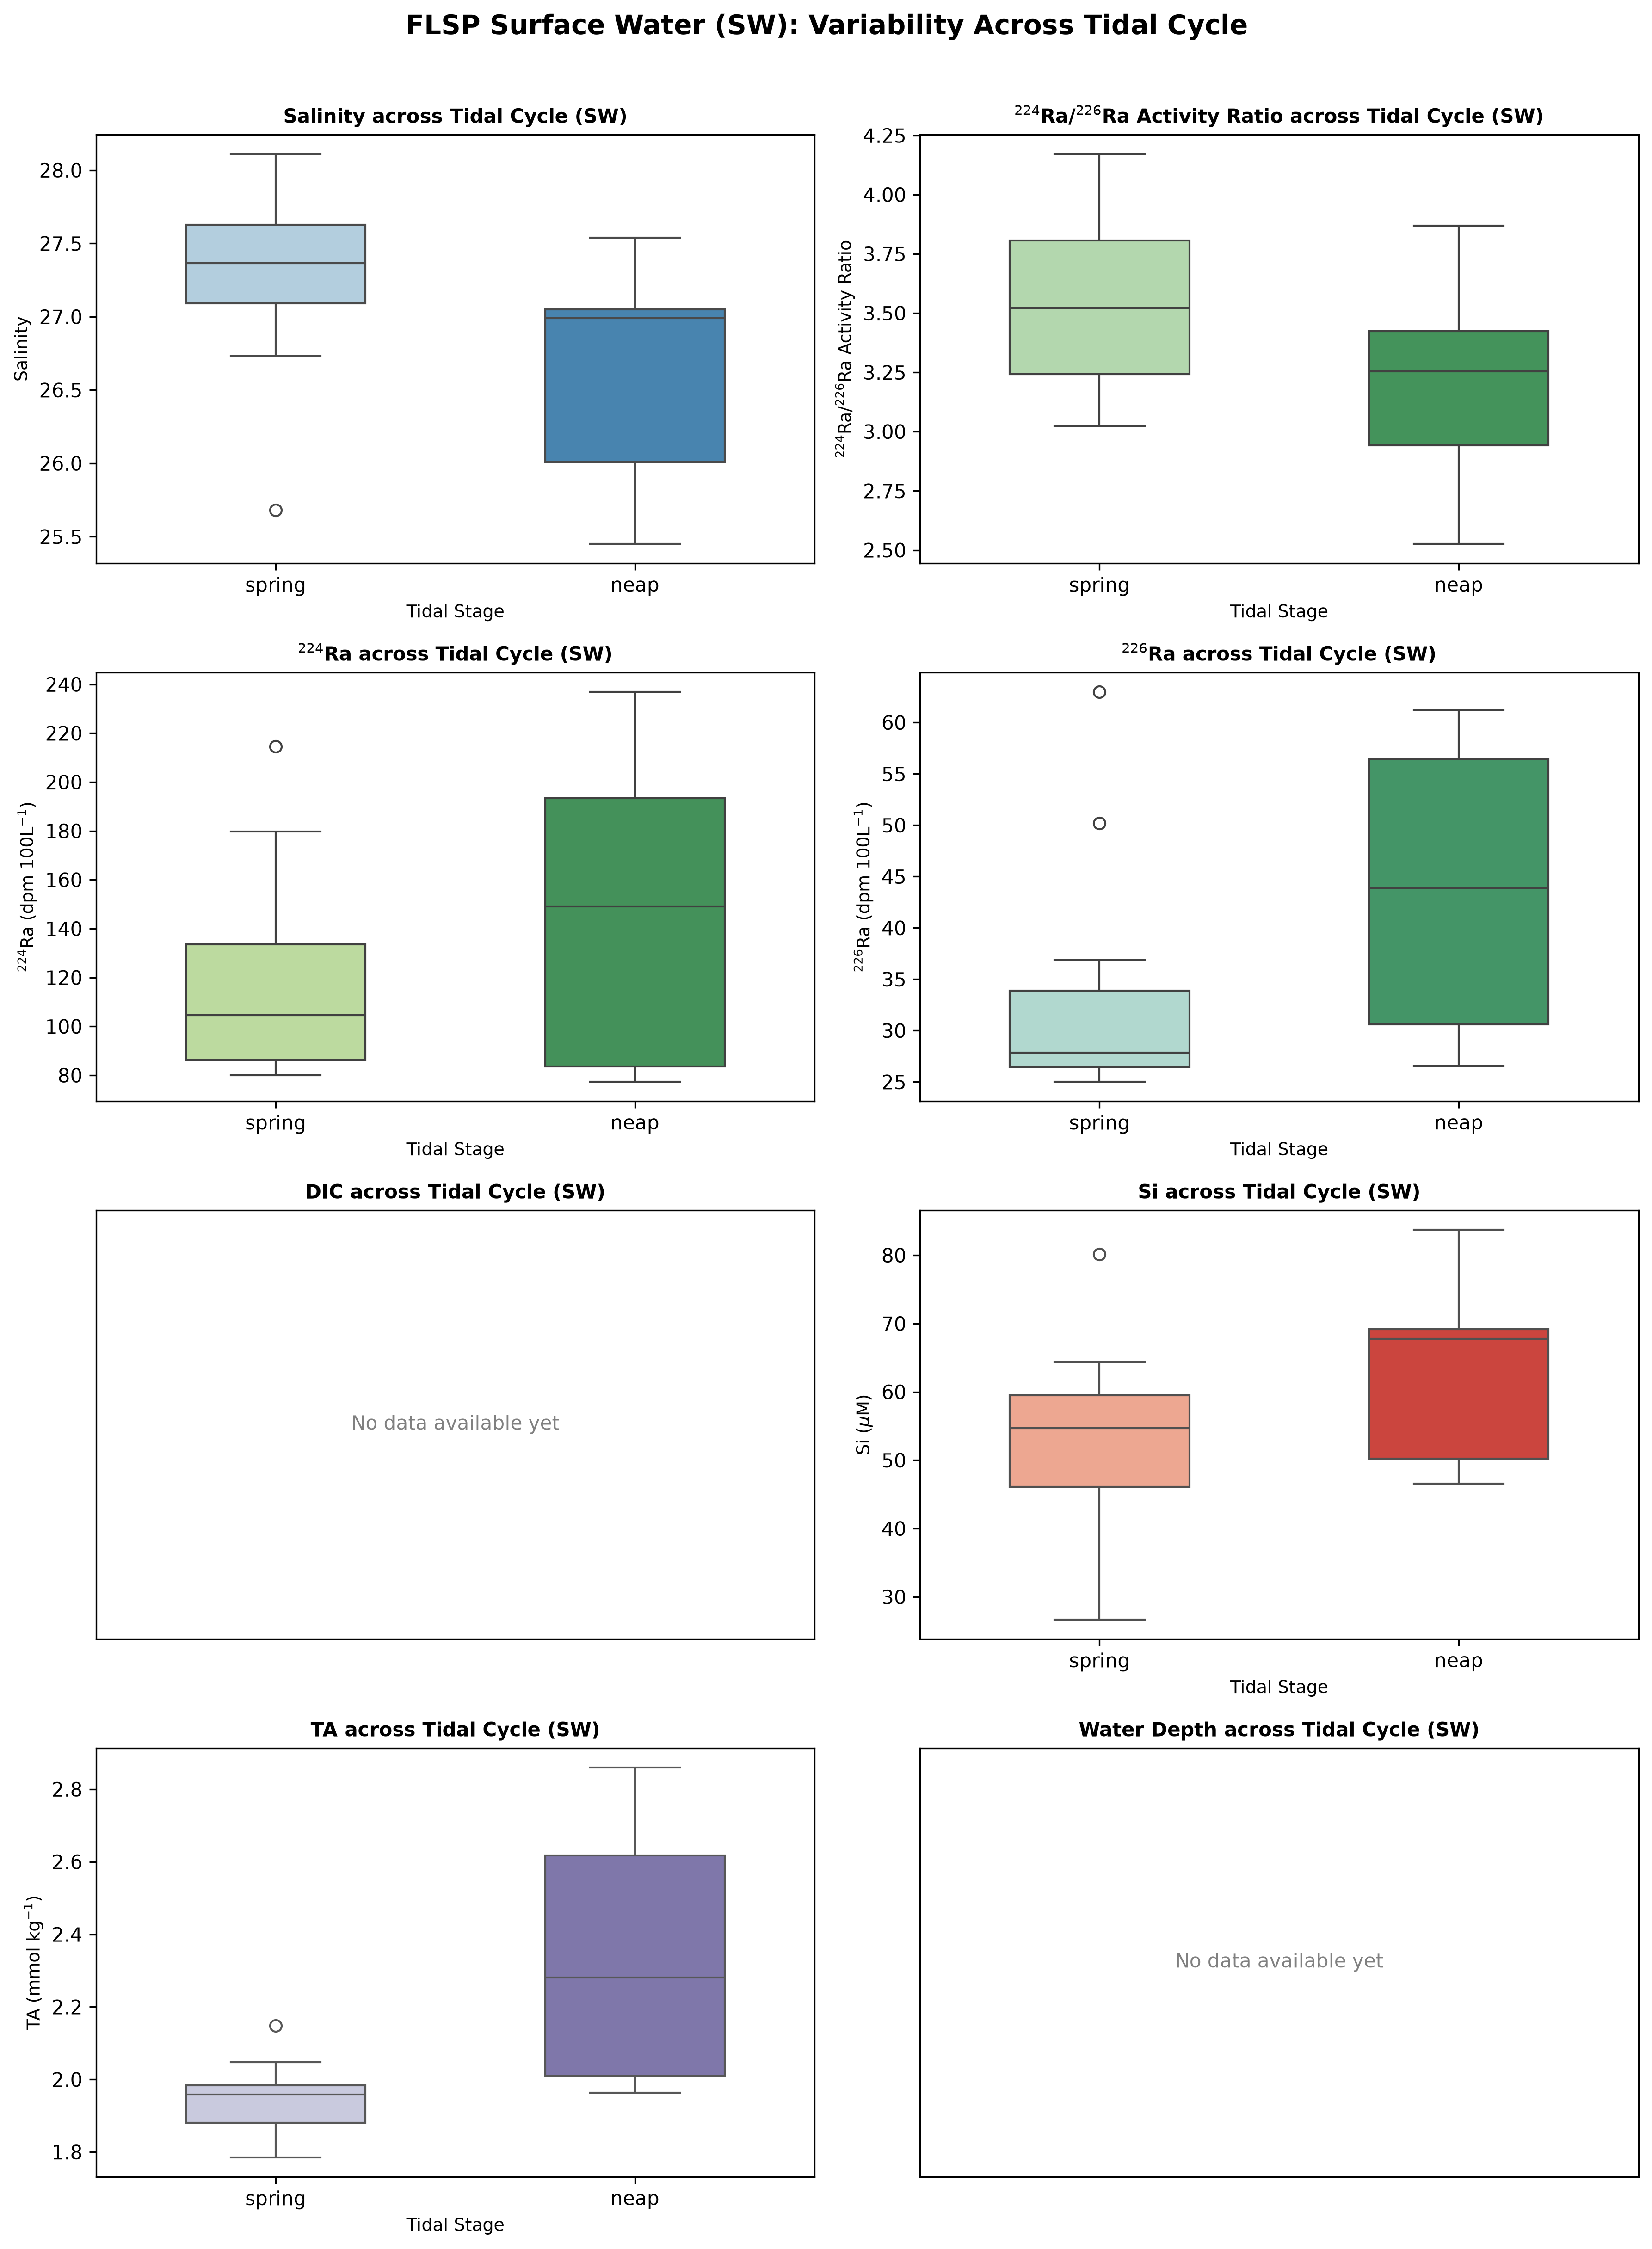 FLSP Surface Water (SW): Variability Across Tidal Cycle
Salinity across Tidal Cycle (SW)
Salinity
28.0
27.5
27.0
26.5
26.0
25.5
spring
neap
Tidal Stage
²²⁴Ra/²²⁶Ra Activity Ratio across Tidal Cycle (SW)
²²⁴Ra/²²⁶Ra Activity Ratio
4.25
4.00
3.75
3.50
3.25
3.00
2.75
2.50
spring
neap
Tidal Stage
²²⁴Ra across Tidal Cycle (SW)
²²⁴Ra (dpm 100L⁻¹)
240
220
200
180
160
140
120
100
80
spring
neap
Tidal Stage
²²⁶Ra across Tidal Cycle (SW)
²²⁶Ra (dpm 100L⁻¹)
60
55
50
45
40
35
30
25
spring
neap
Tidal Stage
DIC across Tidal Cycle (SW)
No data available yet
Si across Tidal Cycle (SW)
Si (μM)
80
70
60
50
40
30
spring
neap
Tidal Stage
TA across Tidal Cycle (SW)
TA (mmol kg⁻¹)
2.8
2.6
2.4
2.2
2.0
1.8
spring
neap
Tidal Stage
Water Depth across Tidal Cycle (SW)
No data available yet